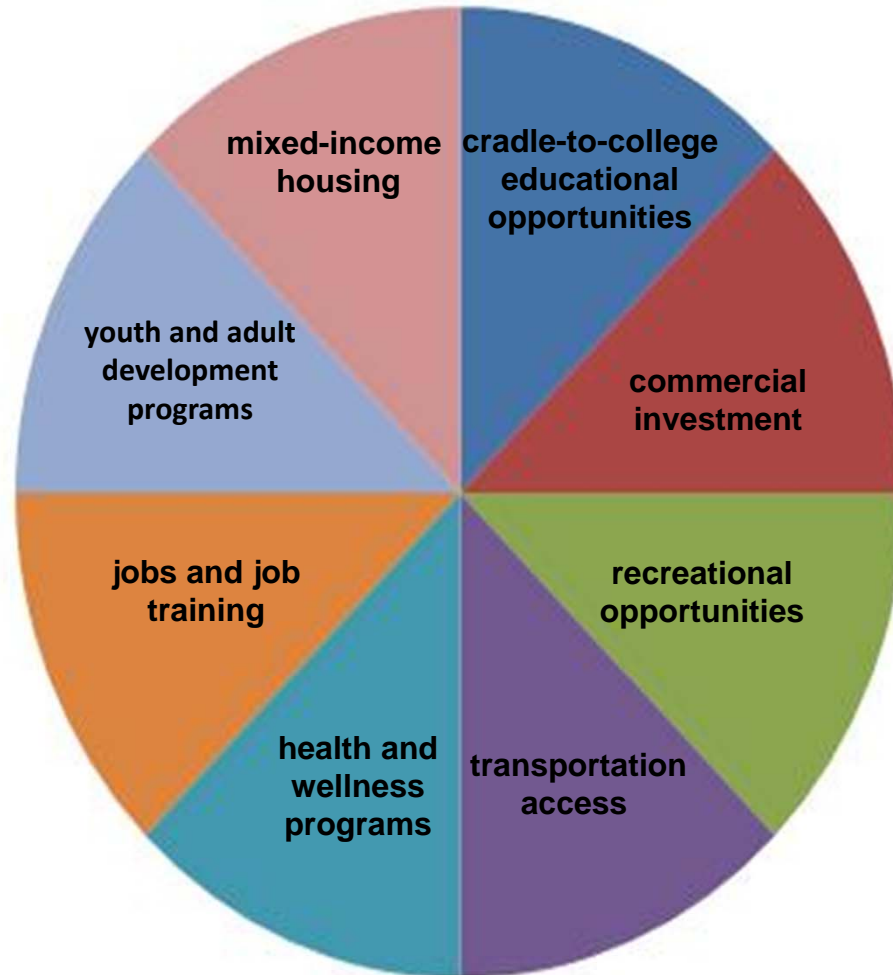 mixed-income
housing
cradle-to-college
educational
opportunities
youth and adult
development
programs
commercial
investment
jobs and job
training
recreational
opportunities
health and
wellness
programs
transportation
access